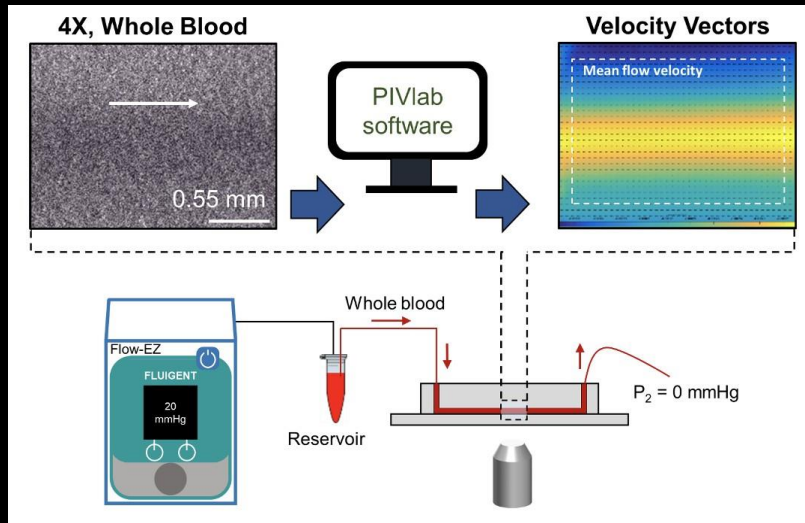 4X, Whole Blood
Velocity Vectors
0.55 mm
PIVlab
software
Mean flow velocity
Whole blood
Flow-EZ
FLUIGENT
20
mmHg
Reservoir
P₂ = 0 mmHg